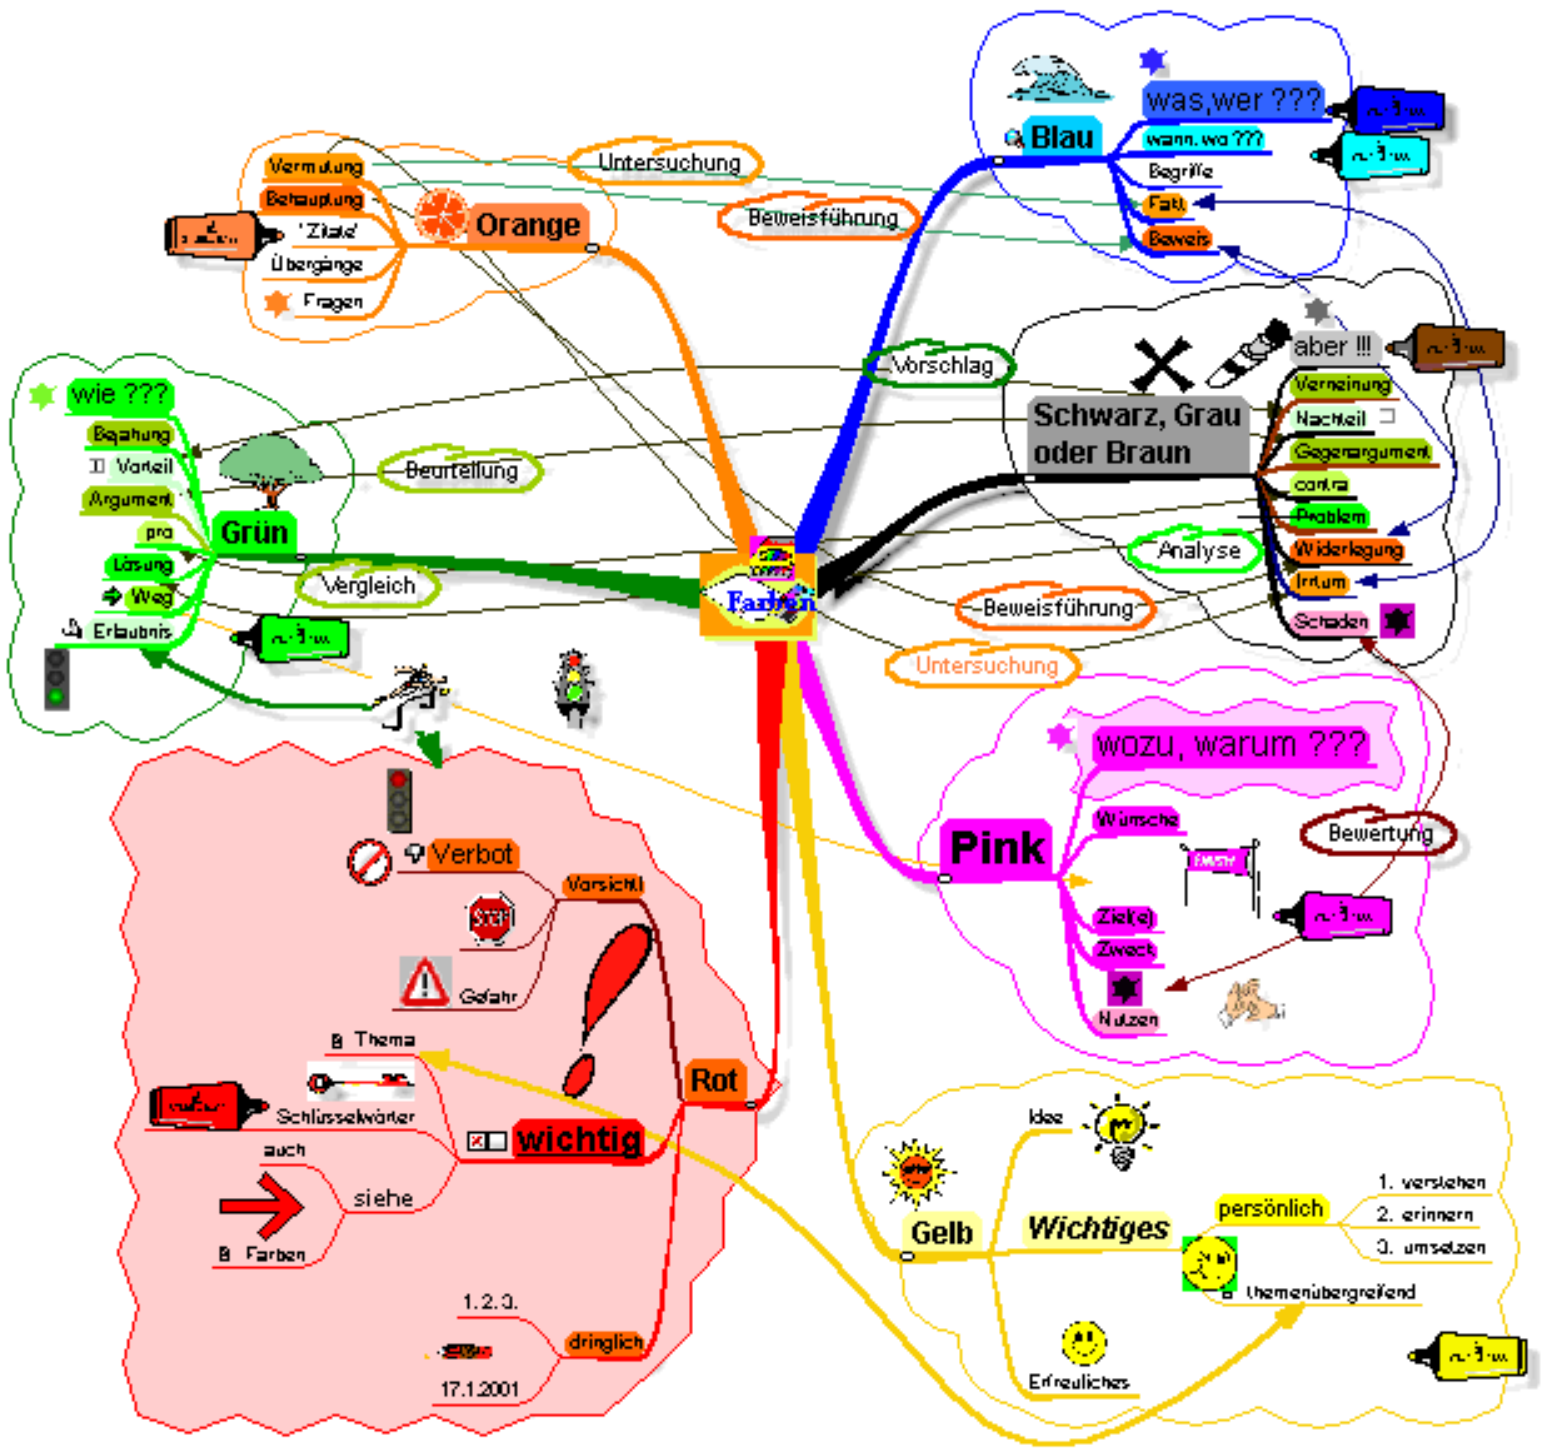 Farben
Orange
Vermutung
Behauptung
"Zitate"
Übergänge
Fragen
Untersuchung
Beweisführung
Blau
was,wer ???
wann.wo ???
Begriffe
Fakt
Beweis
Vorschlag
Beurteilung
Vergleich
Grün
wie ???
Bejahung
Vorteil
Argument
pro
Lösung
Weg
Erlaubnis
Schwarz, Grau
oder Braun
aber !!!
Verneinung
Nachteil
Gegenargument
contra
Problem
Widerlegung
Irrtum
Schaden
Analyse
Beweisführung
Untersuchung
Pink
wozu, warum ???
Wünsche
Ziel(e)
Zweck
Nutzen
Bewertung
Rot
Vorsicht!
Verbot
STOP
Gefahr
wichtig
Thema
Schlüsselwörter
siehe
auch
Farben
dringlich
1.2.3.
17.1.2001
Gelb
Idee
Wichtiges
persönlich
1. verstehen
2. erinnern
3. umsetzen
themenübergreifend
Erfreuliches